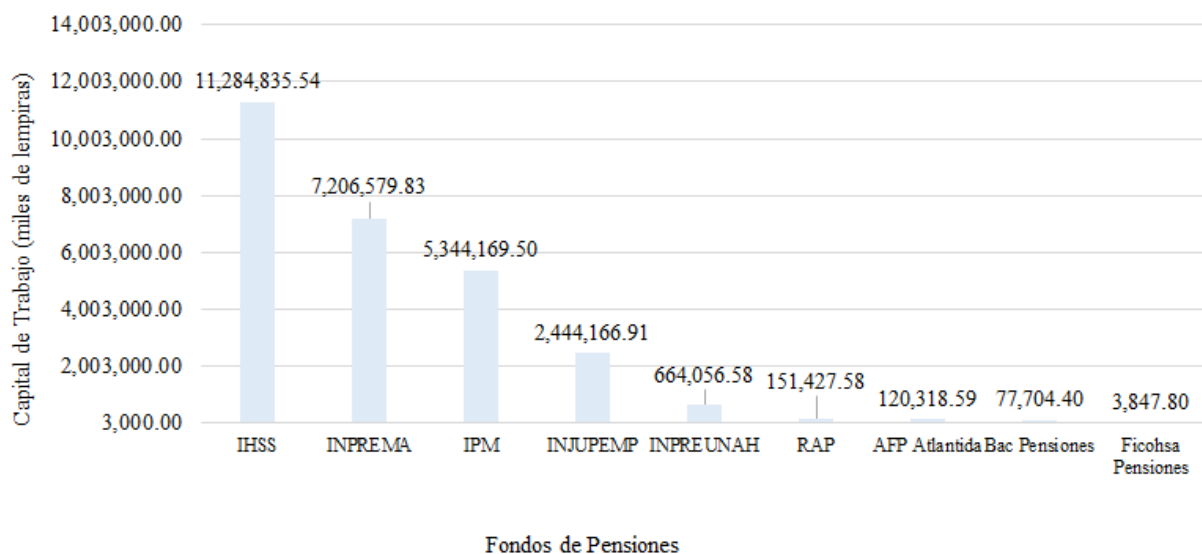 14,003,000.00
12,003,000.00
10,003,000.00
8,003,000.00
6,003,000.00
4,003,000.00
2,003,000.00
3,000.00
Capital de Trabajo (miles de lempiras)
11,284,835.54
7,206,579.83
5,344,169.50
2,444,166.91
664,056.58
151,427.58
120,318.59
77,704.40
3,847.80
IHSS
INPREMA
IPM
INJUPEMP
INPREUNAH
RAP
AFP Atlantida
Bac Pensiones
Ficohsa
Pensiones
Fondos de Pensiones